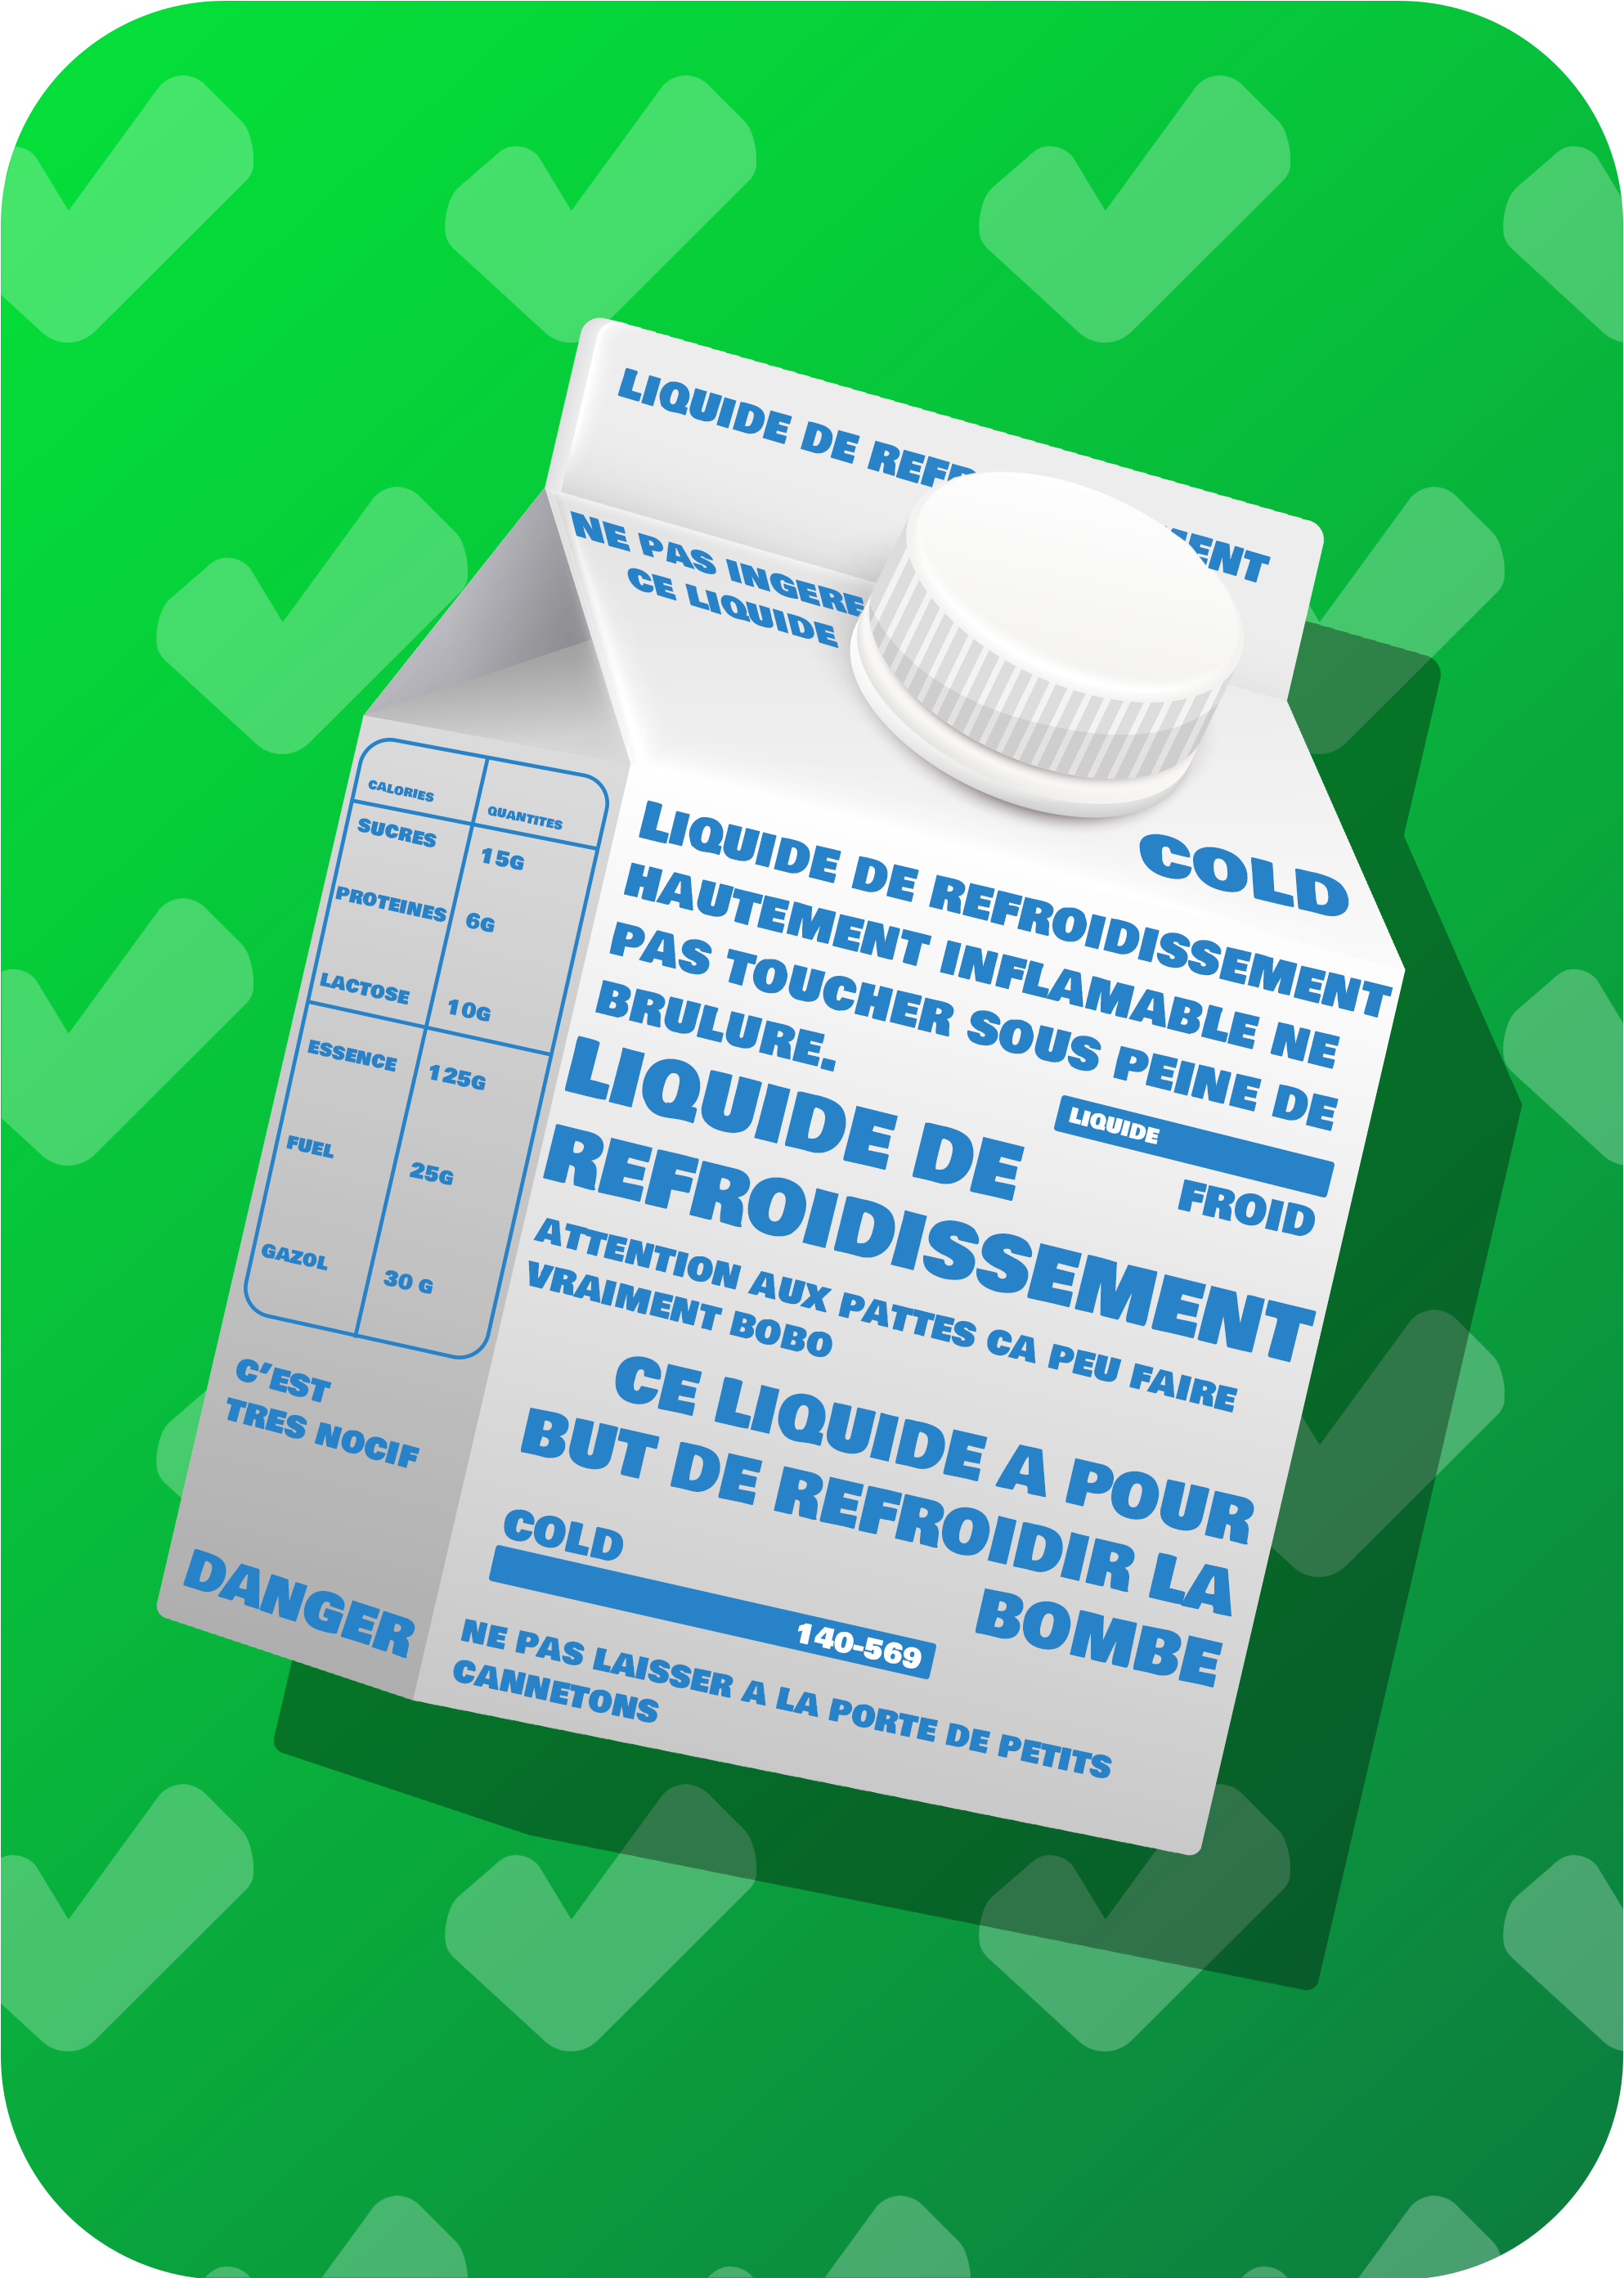 LIQUIDE DE REFR
ENT
NE PAS INGERE
CE LIQUIDE
COLD
LIQUIDE DE REFROIDISSEMENT
HAUTEMENT INFLAMABLE NE
PAS TOUCHER SOUS PEINE DE
BRULURE.
LIQUIDE
FROID
LIQUIDE DE
REFROIDISSEMENT
ATTENTION AUX PATTES CA PEU FAIRE
VRAIMENT BOBO
CE LIQUIDE A POUR
BUT DE REFROIDIR LA
BOMBE
COLD
140-569
NE PAS LAISSER A LA PORTE DE PETITS
CANNETONS
CALORIES QUANTITES
SUCRES 15G
PROTEINES 6G
LACTOSE 10G
ESSENCE 125G
FUEL 25G
GAZOL 30 G
C'EST
TRES NOCIF
DANGER